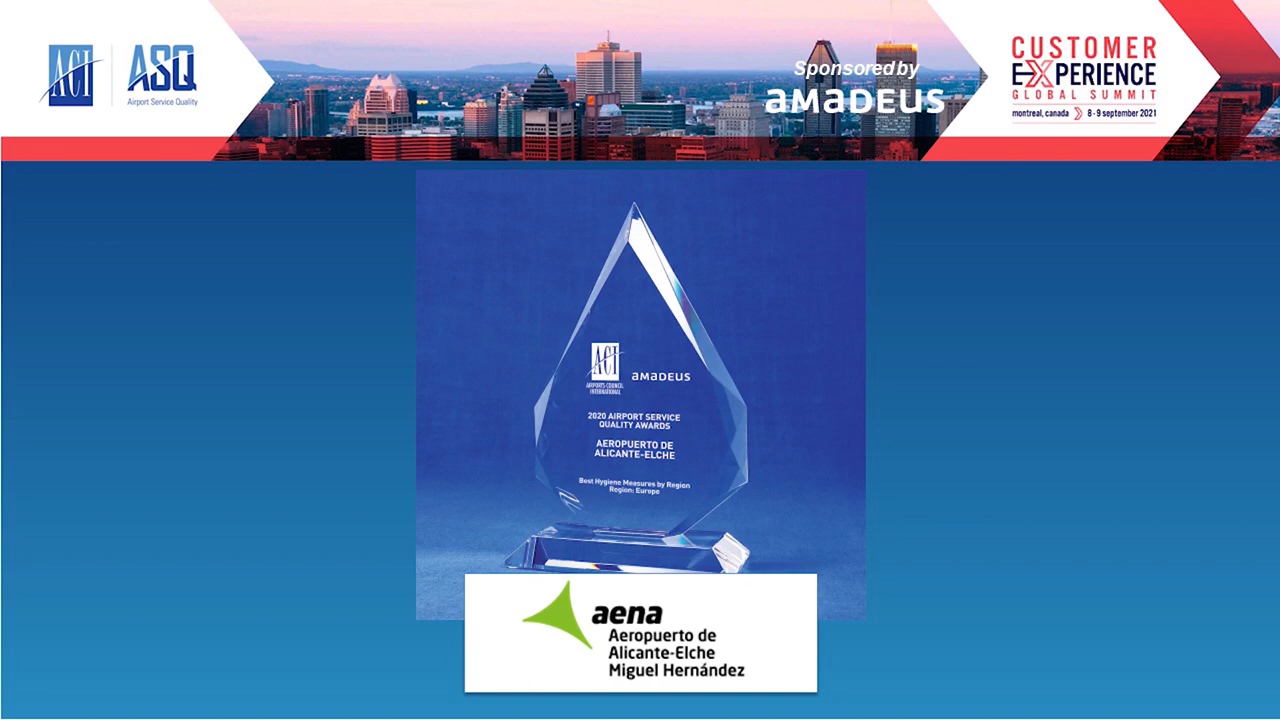 ACI
ASQ
Airport Service Quality
Sponsored by
amadeus
CUSTOMER
EXPERIENCE
GLOBAL SUMMIT
montreal, canada 8 - 9 september 2021
ACI
AIRPORTS COUNCIL
INTERNATIONAL
amadeus
2020 AIRPORT SERVICE
QUALITY AWARDS
AEROPUERTO DE
ALICANTE-ELCHE
Best Hygiene Measures by Region
Region: Europe
aena
Aeropuerto de
Alicante-Elche
Miguel Hernández